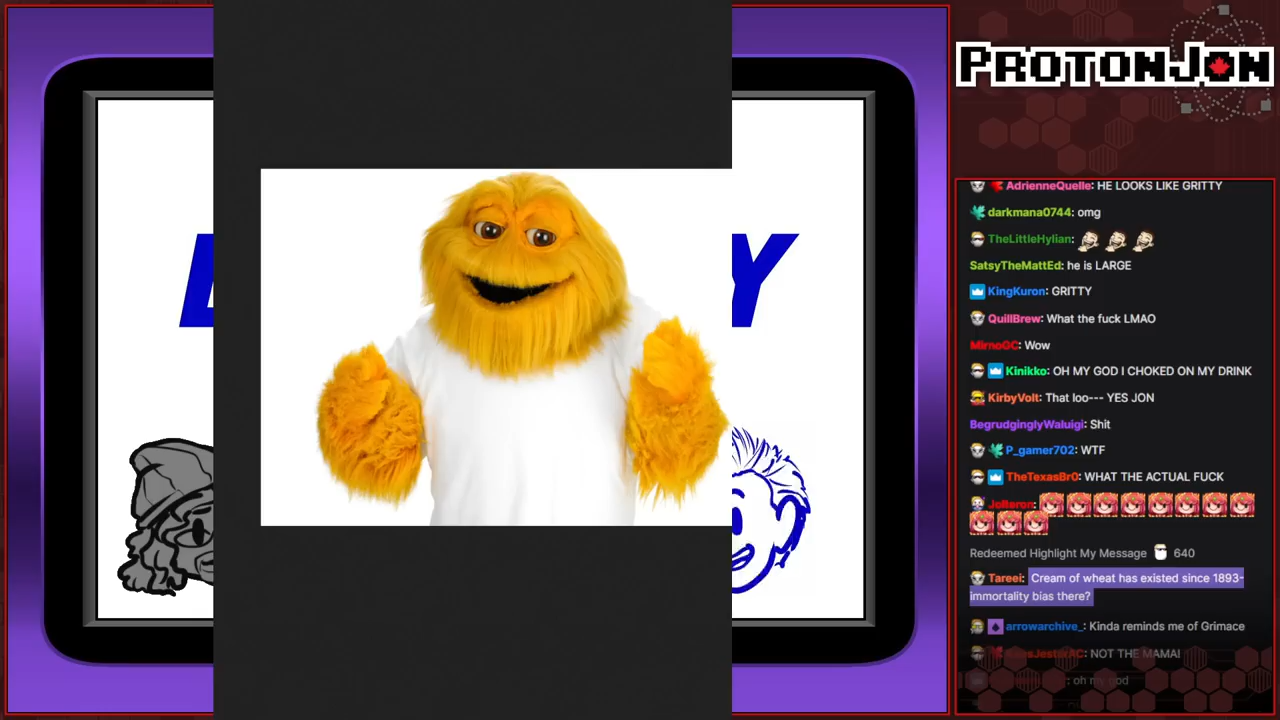 PROTONJON
Y
AdrienneQuelle: HE LOOKS LIKE GRITTY
darkmana0744: omg
TheLittleHylian:
SatsyTheMattEd: he is LARGE
KingKuron: GRITTY
QuillBrew: What the fuck LMAO
MirnoGC: Wow
Kinikko: OH MY GOD I CHOKED ON MY DRINK
KirbyVolt: That loo--- YES JON
BegrudginglyWaluigi: Shit
P_gamer702: WTF
TheTexasBr0: WHAT THE ACTUAL FUCK
Redeemed Highlight My Message 640
Tareei: Cream of wheat has existed since 1893-
immortality bias there?
arrowarchive_: Kinda reminds me of Grimace
NOT THE MAMA!
oh my god